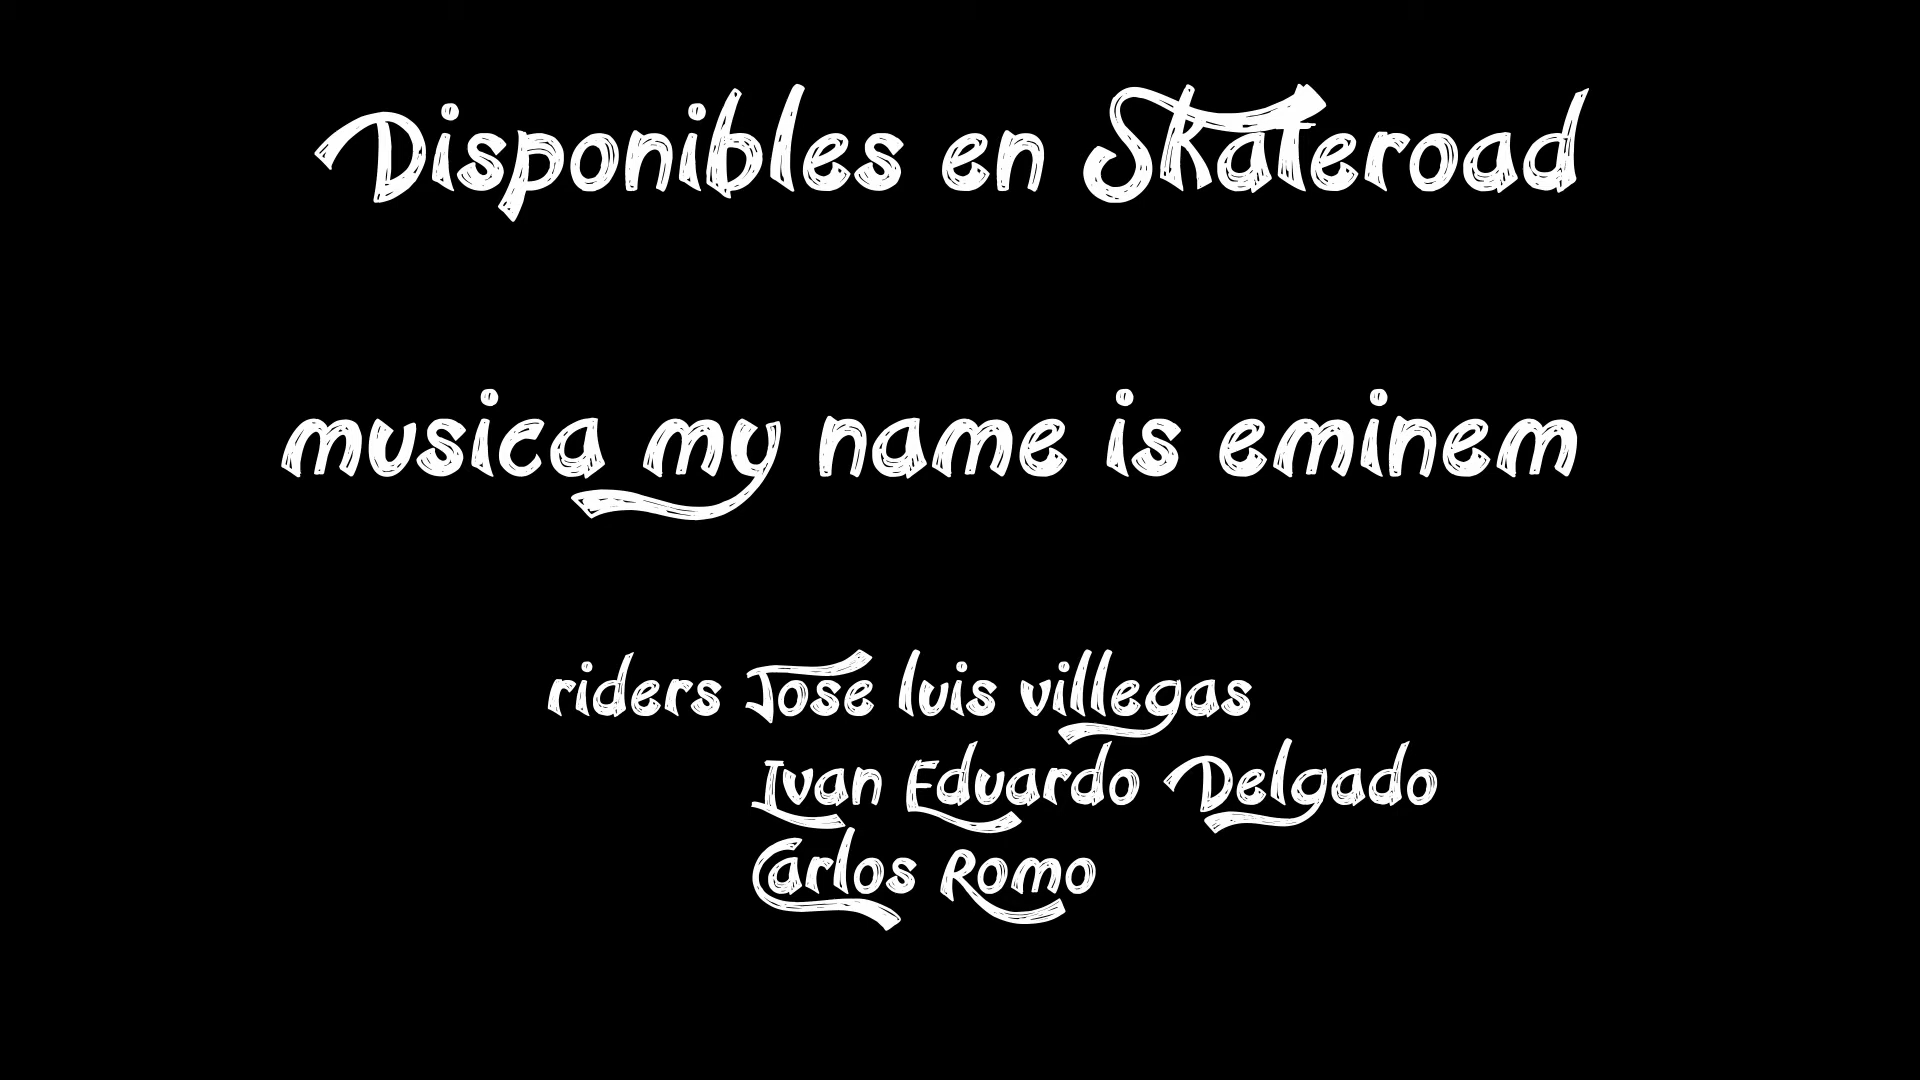 Disponibles en Skateroad
musica my name is eminem
riders Jose luis villegas
Ivan Eduardo Delgado
Carlos Romo